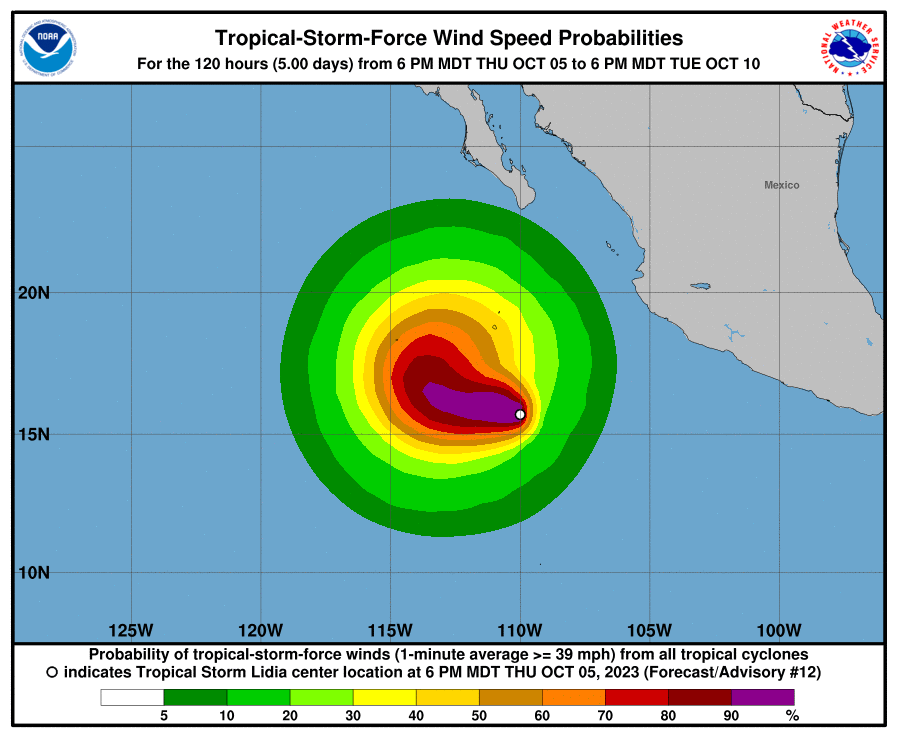 NOAA
NATIONAL WEATHER SERVICE
Tropical-Storm-Force Wind Speed Probabilities
For the 120 hours (5.00 days) from 6 PM MDT THU OCT 05 to 6 PM MDT TUE OCT 10
Mexico
20N
15N
10N
125W 120W 115W 110W 105W 100W
Probability of tropical-storm-force winds (1-minute average >= 39 mph) from all tropical cyclones
indicates Tropical Storm Lidia center location at 6 PM MDT THU OCT 05, 2023 (Forecast/Advisory #12)
5 10 20 30 40 50 60 70 80 90 %